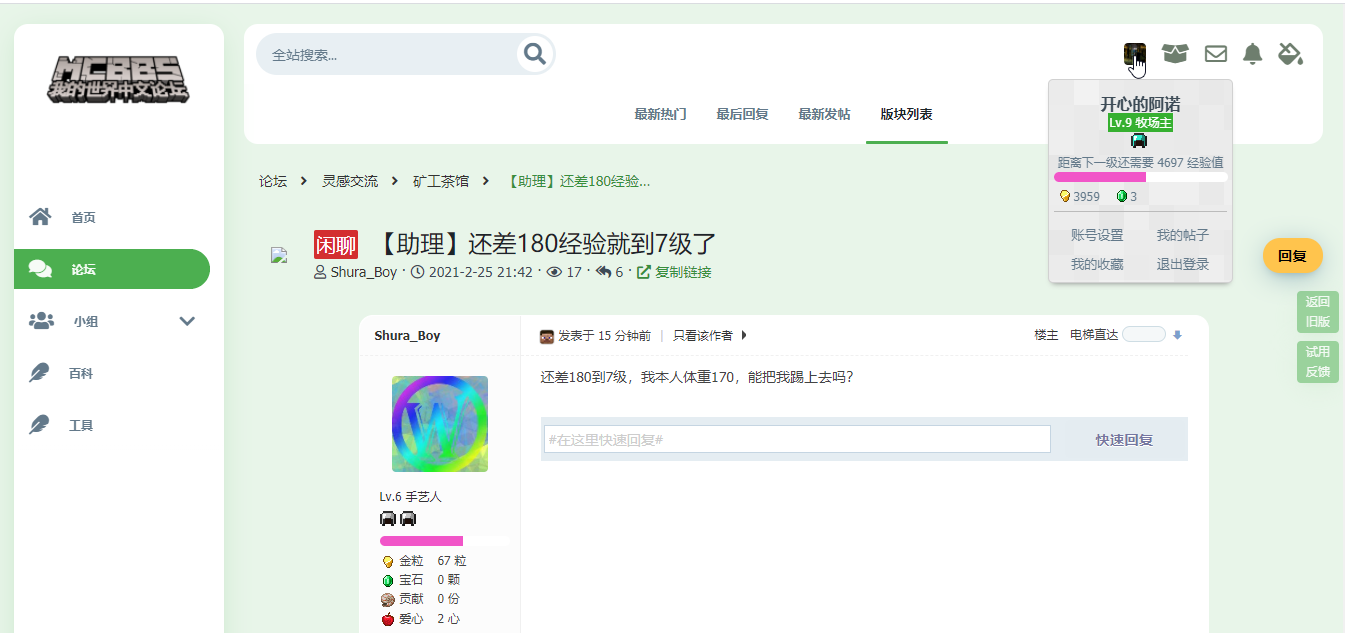 MCBBS
我的世界中文论坛
全站搜索...
最新热门 最后回复 最新发帖 版块列表
开心的阿诺
Lv.9 牧场主
距离下一级还需要 4697 经验值
3959 3
账号设置 我的帖子
我的收藏 退出登录
首页
论坛
小组
百科
工具
论坛 > 灵感交流 > 矿工茶馆 > 【助理】还差180经验...
闲聊 【助理】还差180经验就到7级了
Shura_Boy · 2021-2-25 21:42 · 17 · 6 · 复制链接
回复
返回
旧版
试用
反馈
Shura_Boy
发表于 15 分钟前 | 只看该作者
楼主 电梯直达
还差180到7级，我本人体重170，能把我踢上去吗？
#在这里快速回复# 快速回复
Lv.6 手艺人
金粒 67 粒
宝石 0 颗
贡献 0 份
爱心 2 心